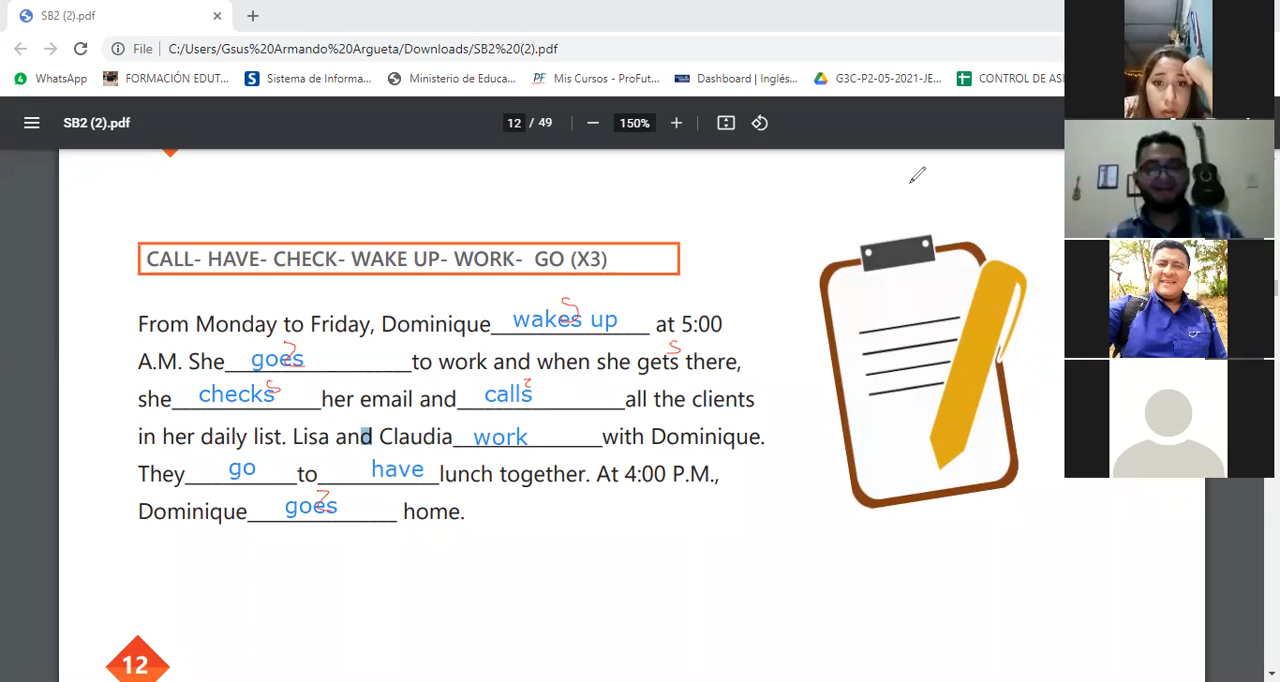 SB2 (2).pdf
File C:/Users/Gsus%20Armando%20Argueta/Downloads/SB2%20(2).pdf
WhatsApp FORMACIÓN EDUT... Sistema de Informa... Ministerio de Educa... PF Mis Cursos - ProFut... Dashboard | Inglés... G3C-P2-05-2021-JE... CONTROL DE ASI
SB2 (2).pdf 12 / 49 150%
CALL- HAVE- CHECK- WAKE UP- WORK- GO (X3)
S
From Monday to Friday, Dominique wakes up at 5:00
Z S
A.M. She goes to work and when she gets there,
S Z
she checks her email and calls all the clients
in her daily list. Lisa and Claudia work with Dominique.
They go to have lunch together. At 4:00 P.M.,
Z
Dominique goes home.
12